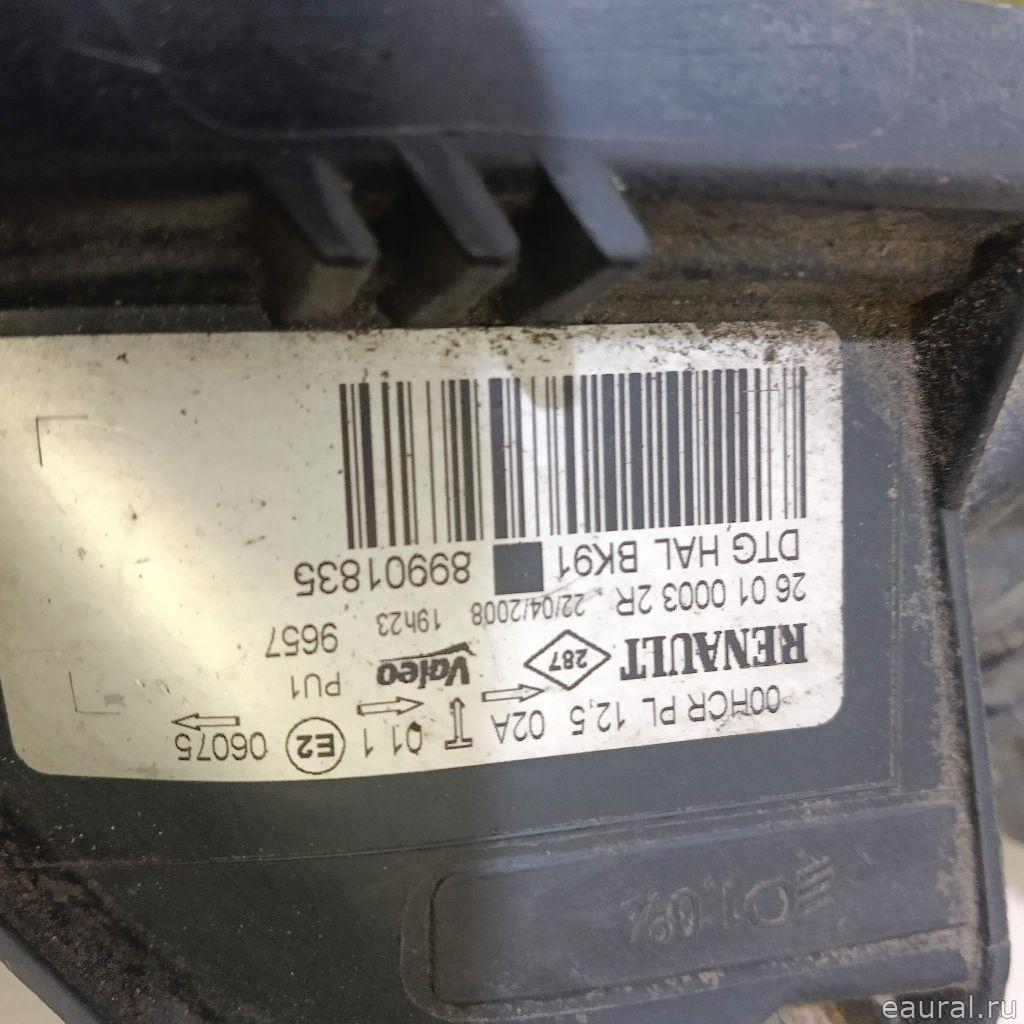 00HCR PL 12,5 02A 01 1 E2 06075
RENAULT 287 Valeo PU1
26 01 0003 2R 22/04/2008 19h23 9657
DTG HAL BK91 89901835
1,0%
eaural.ru